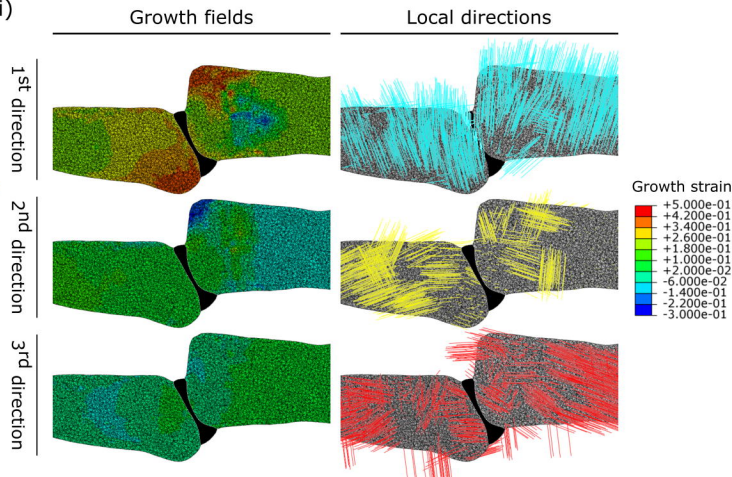 i)
Growth fields
Local directions
1st direction
2nd direction
3rd direction
Growth strain
+5.000e-01
+4.200e-01
+3.400e-01
+2.600e-01
+1.800e-01
+1.000e-01
+2.000e-02
-6.000e-02
-1.400e-01
-2.200e-01
-3.000e-01